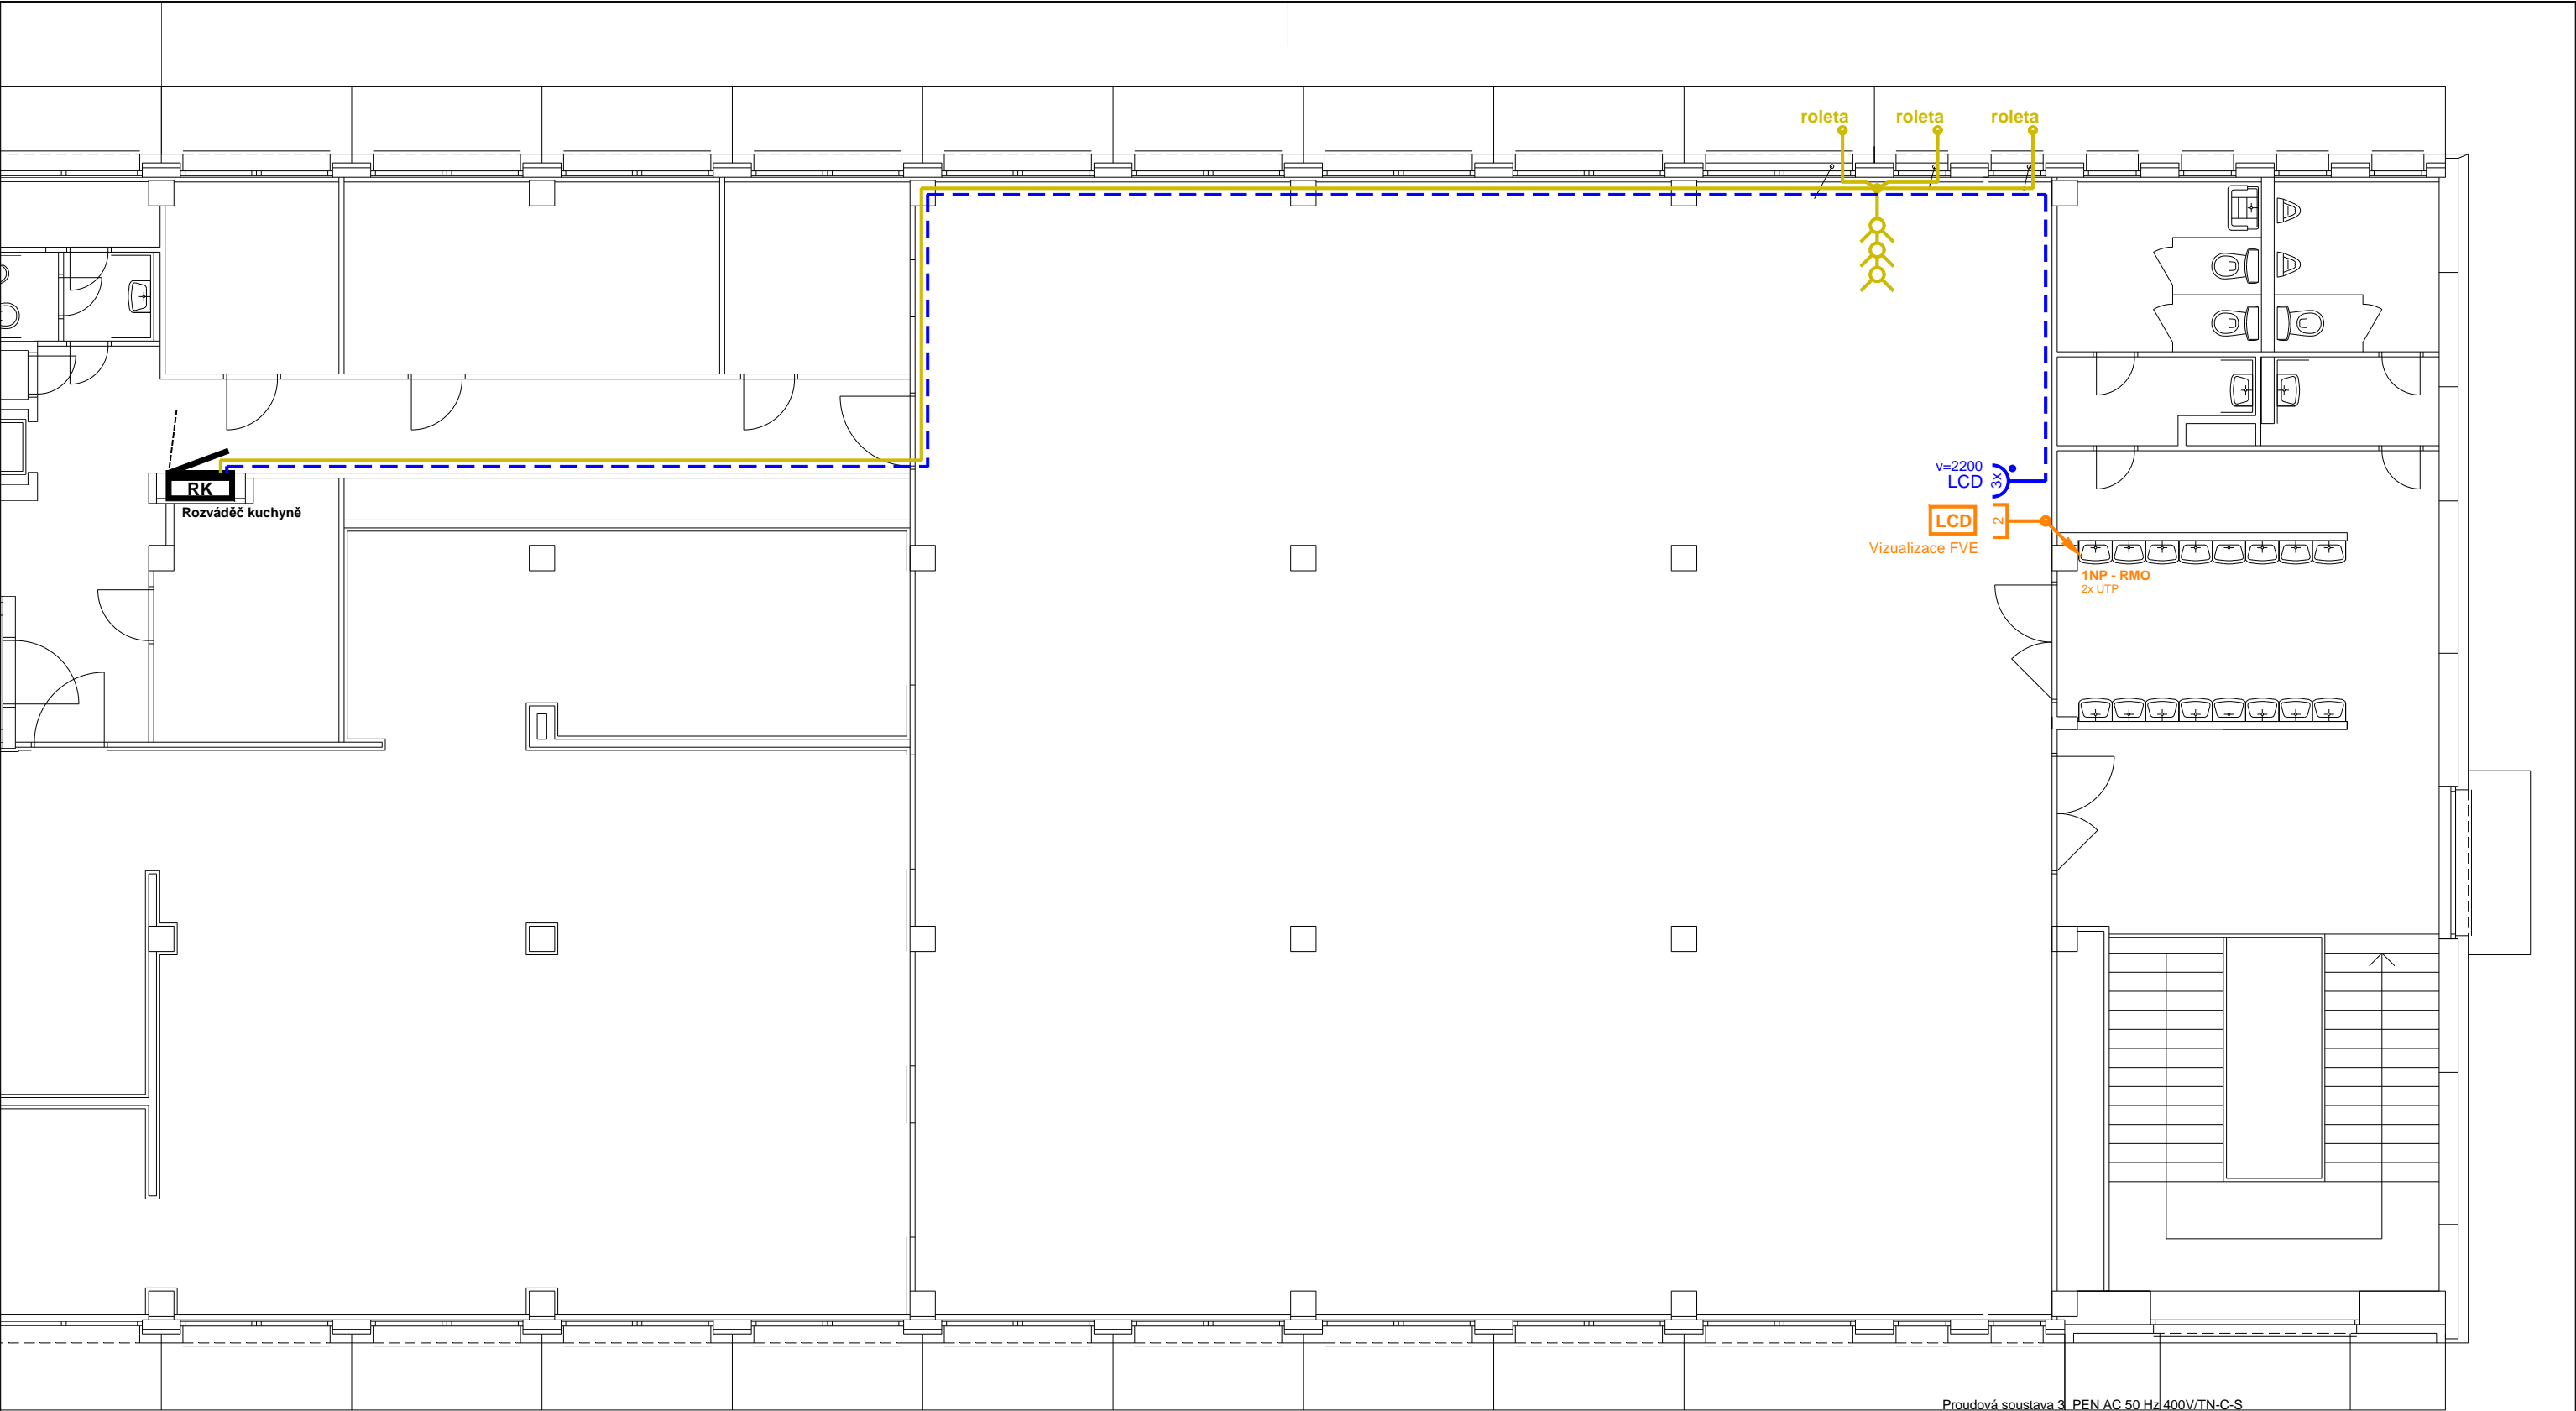 roleta roleta roleta
v=2200
LCD 3x
RK
Rozváděč kuchyně
LCD 2
Vizualizace FVE
1NP - RMO
2x UTP
Proudová soustava 3 PEN AC 50 Hz 400V/TN-C-S